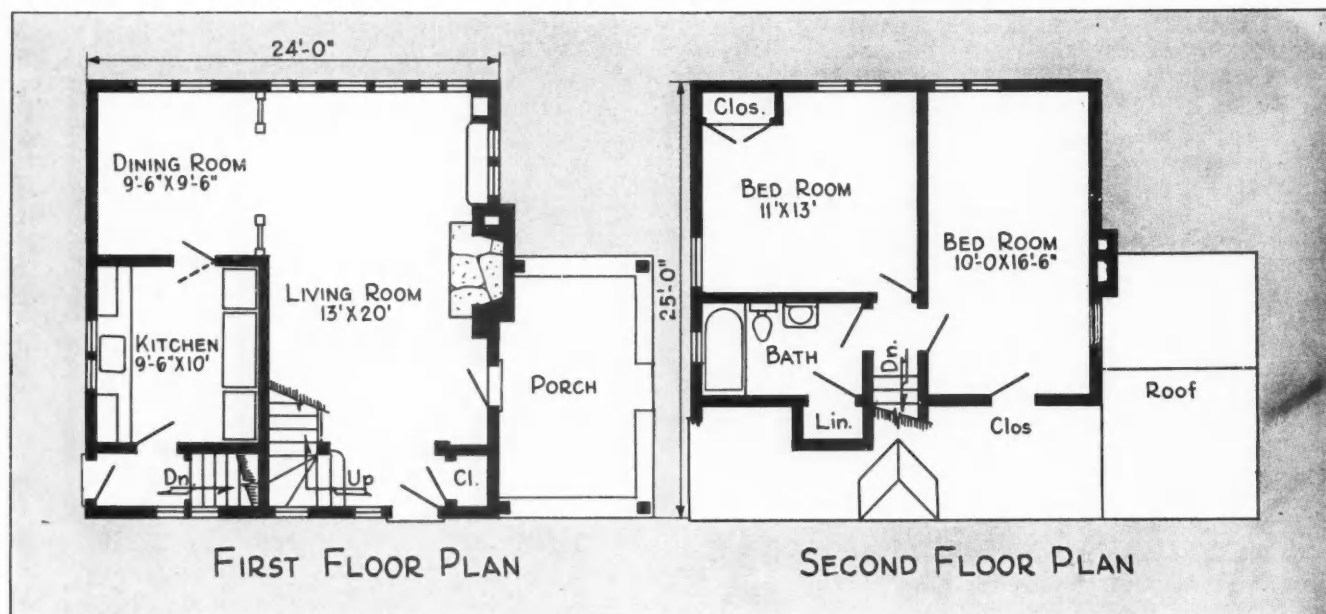 24'-0"
DINING ROOM
9'-6"X9'-6"
KITCHEN
9'-6"X10'
LIVING ROOM
13'X20'
PORCH
Dn
Up
Cl.
FIRST FLOOR PLAN
25'-0"
Clos.
BED ROOM
11'X13'
BED ROOM
10'-0X16'-6"
BATH
Dn.
Lin.
Clos
Roof
SECOND FLOOR PLAN